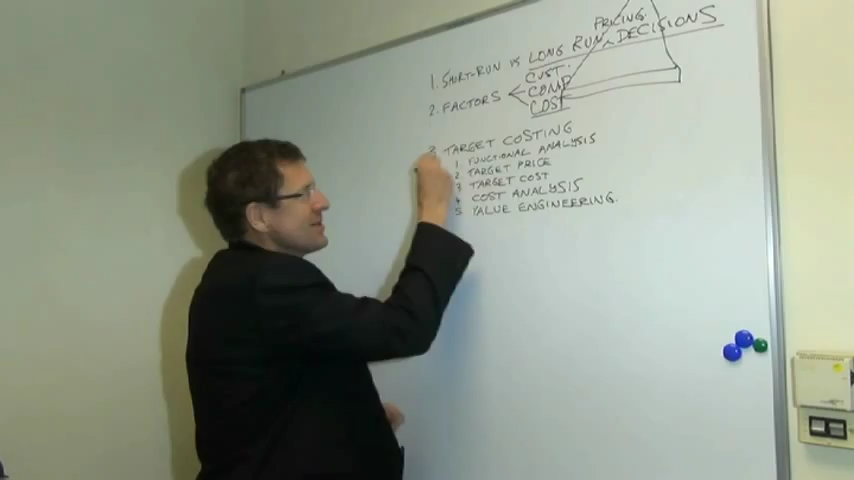 PRICING
1. SHORT-RUN VS LONG RUN DECISIONS
CUST.
2. FACTORS COMP
COST
3 TARGET COSTING
1 FUNCTIONAL ANALYSIS
2 TARGET PRICE
3 TARGET COST
4 COST ANALYSIS
5 VALUE ENGINEERING.